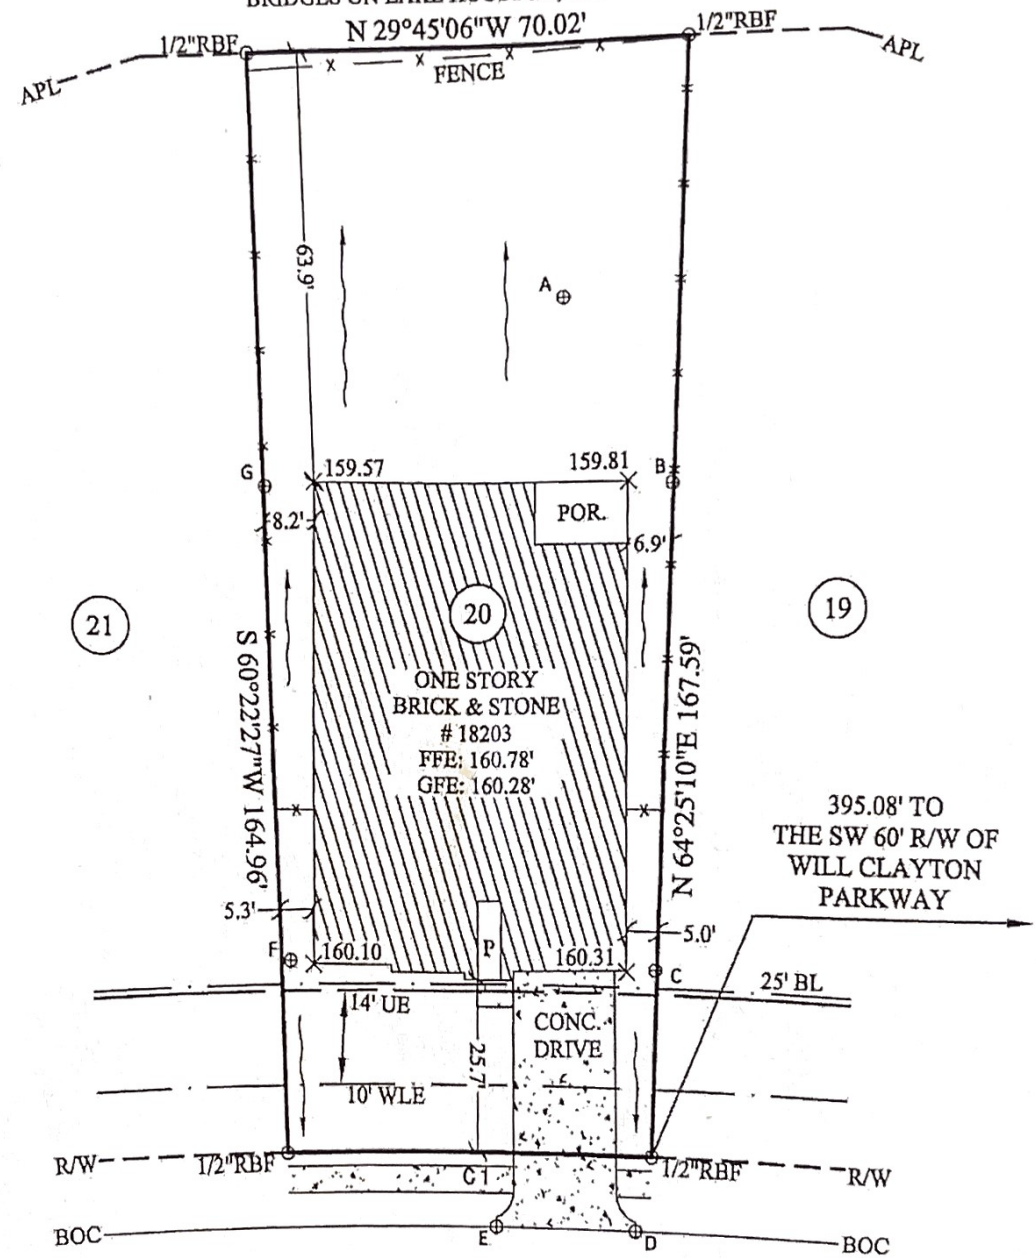 N 29°45'06"W 70.02'
1/2"RBF
1/2"RBF
APL
APL
FENCE
63.9'
A
159.57
159.81
G
B
POR.
8.2'
6.9'
21
20
19
S 60°22'27"W 164.96'
N 64°25'10"E 167.59'
ONE STORY
BRICK & STONE
# 18203
FFE: 160.78'
GFE: 160.28'
395.08' TO
THE SW 60' R/W OF
WILL CLAYTON
PARKWAY
5.3'
5.0'
F
160.10
P
160.31
C
25' BL
14' UE
CONC.
DRIVE
25.7'
10' WLE
R/W
1/2"RBF
C1
1/2"RBF
R/W
BOC
E
D
BOC